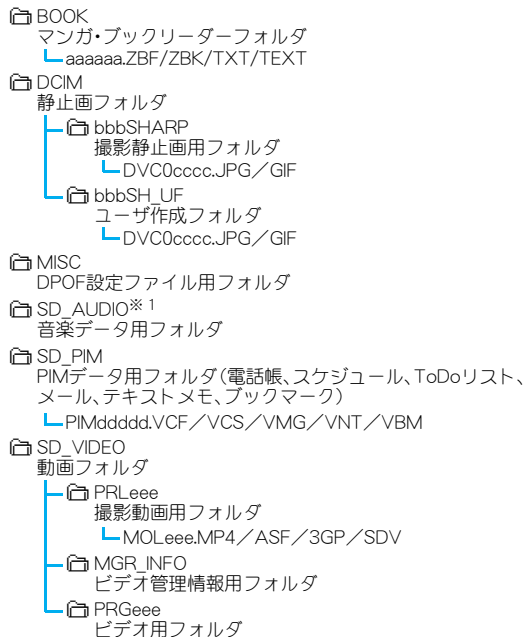 BOOK
マンガ・ブックリーダーフォルダ
aaaaaa.ZBF/ZBK/TXT/TEXT
DCIM
静止画フォルダ
bbbSHARP
撮影静止画用フォルダ
DVC0cccc.JPG／GIF
bbbSH_UF
ユーザ作成フォルダ
DVC0cccc.JPG／GIF
MISC
DPOF設定ファイル用フォルダ
SD_AUDIO※1
音楽データ用フォルダ
SD_PIM
PIMデータ用フォルダ（電話帳、スケジュール、ToDoリスト、
メール、テキストメモ、ブックマーク）
PIMddddd.VCF／VCS／VMG／VNT／VBM
SD_VIDEO
動画フォルダ
PRLeee
撮影動画用フォルダ
MOLeee.MP4／ASF／3GP／SDV
MGR_INFO
ビデオ管理情報用フォルダ
PRGeee
ビデオ用フォルダ